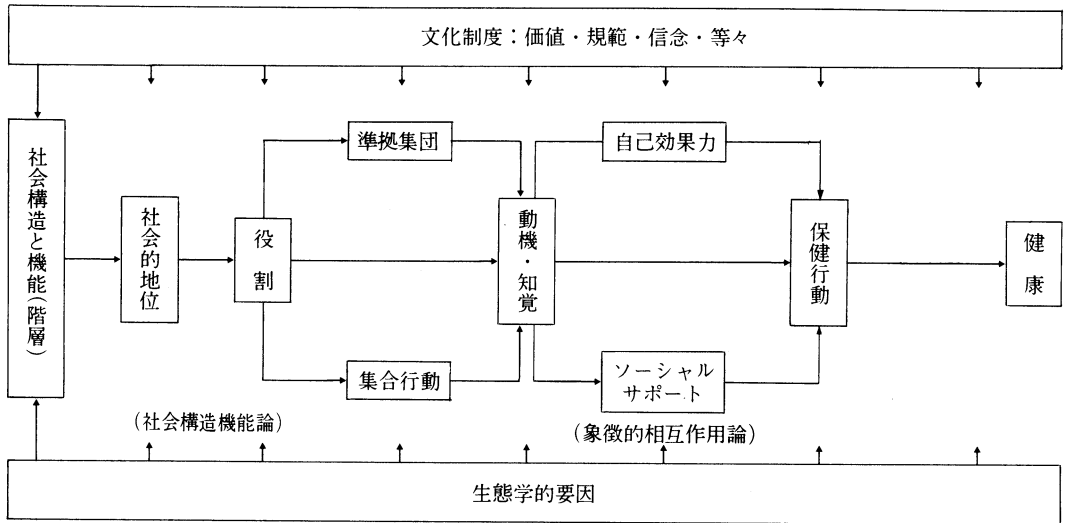 文化制度：価値・規範・信念・等々
社会構造と機能(階層)
社会的地位
役割
準拠集団
集合行動
動機・知覚
自己効果力
ソーシャル
サポート
保健行動
健康
(社会構造機能論)
(象徴的相互作用論)
生態学的要因